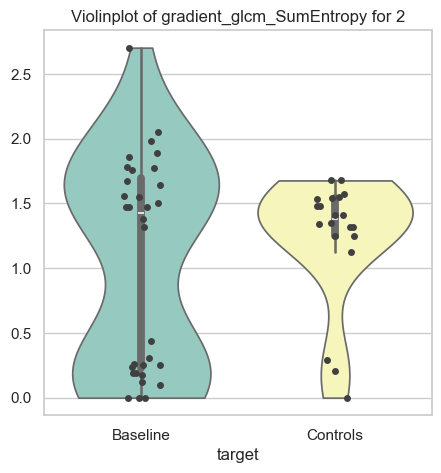 Violinplot of gradient_glcm_SumEntropy for 2
2.5
2.0
1.5
1.0
0.5
0.0
Baseline Controls
target